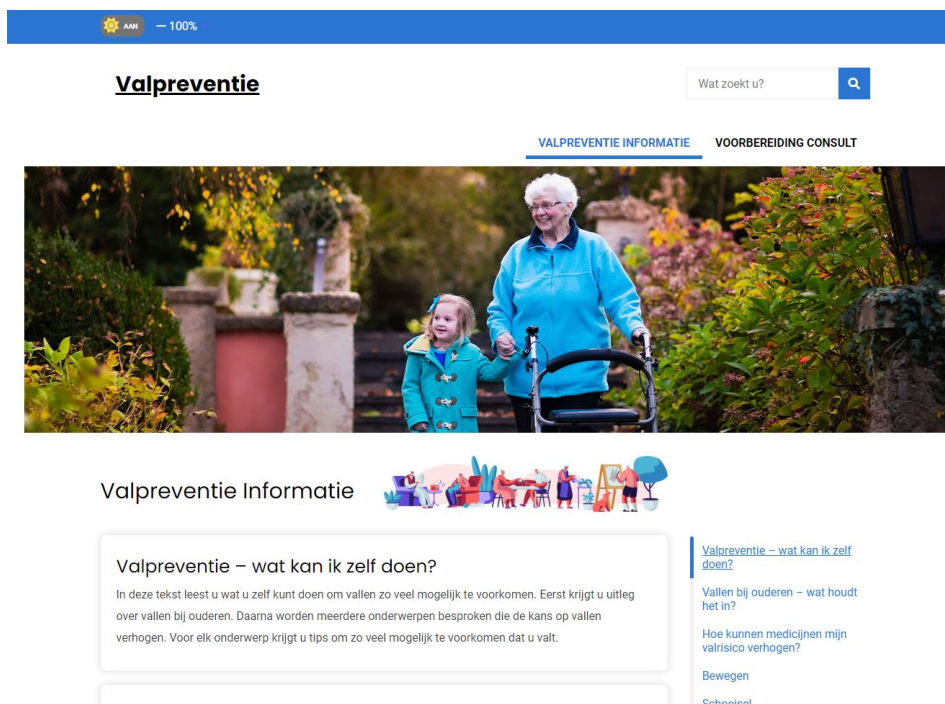 AAN
— 100%
Valpreventie
Wat zoekt u?
VALPREVENTIE INFORMATIE
VOORBEREIDING CONSULT
Valpreventie Informatie
Valpreventie – wat kan ik zelf doen?
In deze tekst leest u wat u zelf kunt doen om vallen zo veel mogelijk te voorkomen. Eerst krijgt u uitleg
over vallen bij ouderen. Daarna worden meerdere onderwerpen besproken die de kans op vallen
verhogen. Voor elk onderwerp krijgt u tips om zo veel mogelijk te voorkomen dat u valt.
Valpreventie – wat kan ik zelf
doen?
Vallen bij ouderen – wat houdt
het in?
Hoe kunnen medicijnen mijn
valrisico verhogen?
Bewegen
Schoeisel